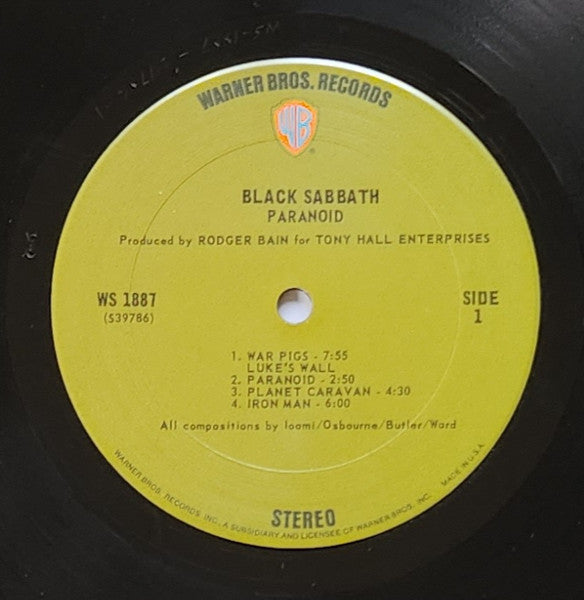 WARNER BROS. RECORDS
WB
®
BLACK SABBATH
PARANOID
Produced by RODGER BAIN for TONY HALL ENTERPRISES
WS 1887
(S39786)
SIDE
1
1. WAR PIGS - 7:55
LUKE'S WALL
2. PARANOID - 2:50
3. PLANET CARAVAN - 4:30
4. IRON MAN - 6:00
All compositions by Ioami/Osbourne/Butler/Ward
STEREO
WARNER BROS. RECORDS INC., A SUBSIDIARY AND LICENSEE OF WARNER BROS. INC.
MADE IN U.S.A.